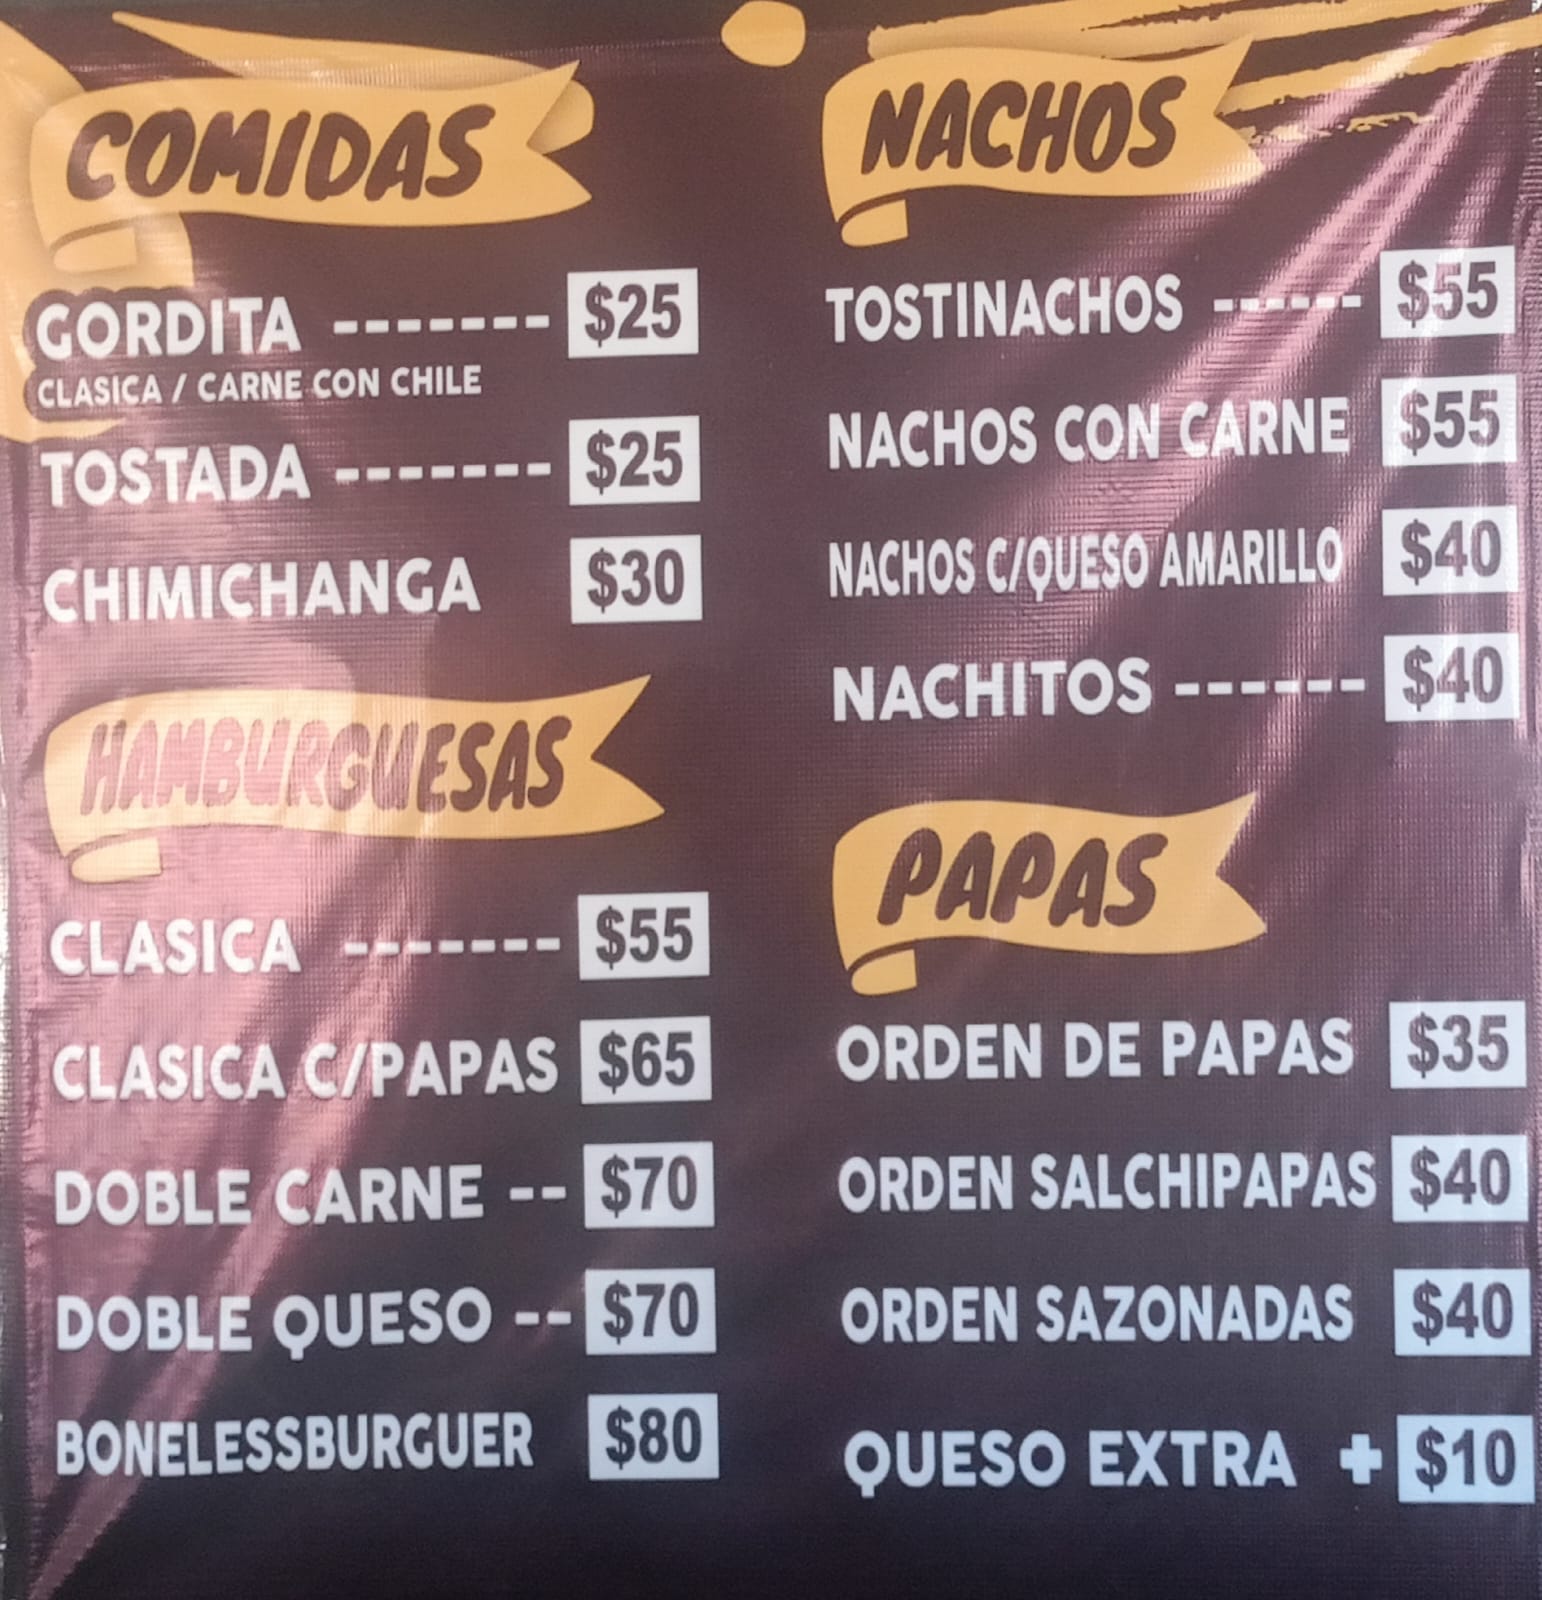 COMIDAS
GORDITA ------- $25
CLASICA / CARNE CON CHILE
TOSTADA ------- $25
CHIMICHANGA $30
HAMBURGUESAS
CLASICA ------- $55
CLASICA C/PAPAS $65
DOBLE CARNE -- $70
DOBLE QUESO -- $70
BONELESSBURGUER $80
NACHOS
TOSTINACHOS ------ $55
NACHOS CON CARNE $55
NACHOS C/QUESO AMARILLO $40
NACHITOS ------ $40
PAPAS
ORDEN DE PAPAS $35
ORDEN SALCHIPAPAS $40
ORDEN SAZONADAS $40
QUESO EXTRA + $10